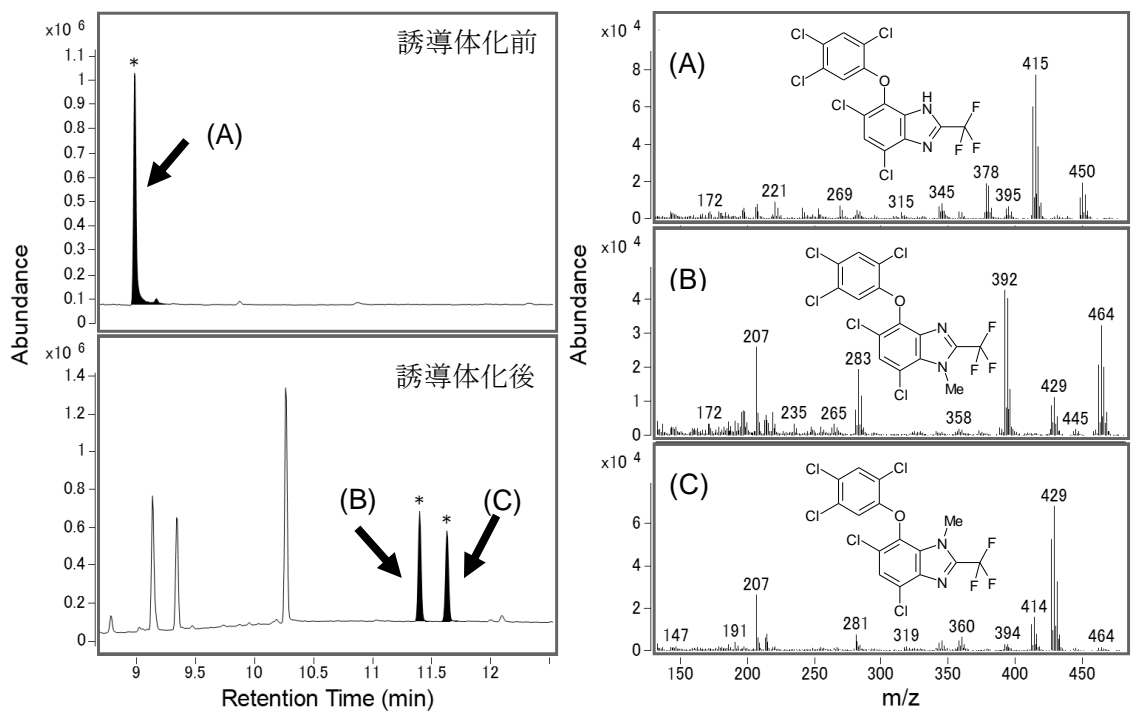 x10 6
誘導体化前
1.1
1
0.9
0.8
0.7
0.6
0.5
0.4
0.3
0.2
0.1
0
*
(A)
Abundance
x10 6
誘導体化後
1.4
1.2
1
0.8
0.6
0.4
0.2
0
(B)
*
*
(C)
9 9.5 10 10.5 11 11.5 12
Retention Time (min)
x10 4
(A)
8
6
4
2
0
172 221 269 315 345 378 395 415 450
Cl Cl
Cl
O
Cl
H
N
N
F
F
F
Cl
Abundance
x10 4
(B)
4
3
2
1
0
172 207 235 265 283 358 392 429 445 464
Cl Cl
Cl
O
Cl
N
N
Me
F
F
F
Cl
x10 4
(C)
6
4
2
0
147 191 207 281 319 360 394 414 429 464
Cl Cl
Cl
O
Cl
Me
N
N
F
F
F
Cl
150 200 250 300 350 400 450
m/z